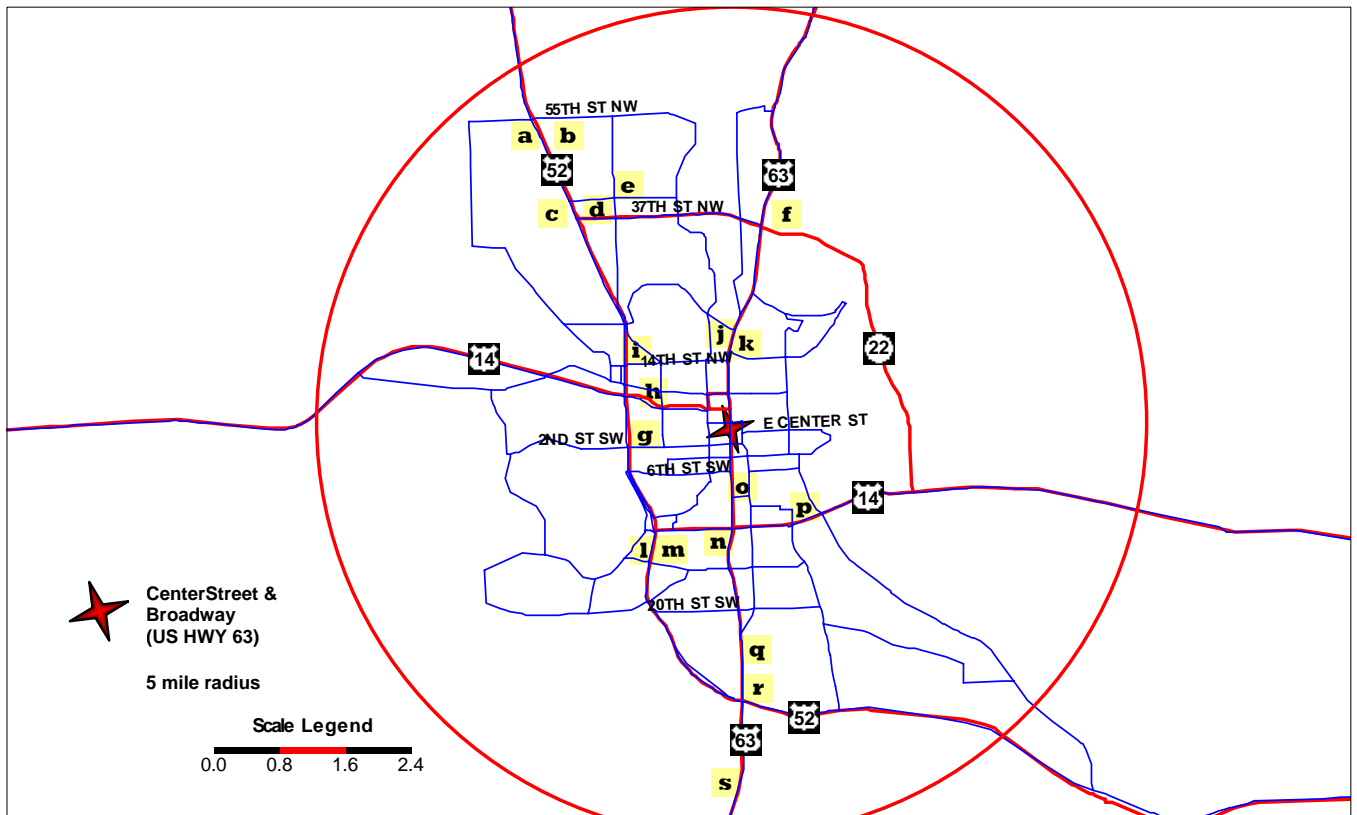 55TH ST NW
a
b
52
63
e
c
d
37TH ST NW
f
j
k
i
14TH ST NW
22
14
h
E CENTER ST
2ND ST SW
g
6TH ST SW
o
14
p
n
l
m
CenterStreet &
Broadway
(US HWY 63)
20TH ST SW
q
5 mile radius
r
52
Scale Legend
63
0.0 0.8 1.6 2.4
s